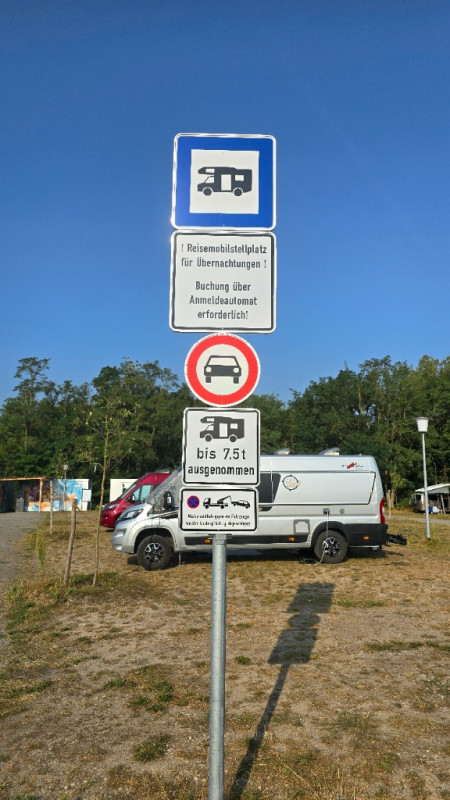 ! Reisemobilstellplatz
für Übernachtungen !
Buchung über
Anmeldeautomat
erforderlich!
bis 7,5t
ausgenommen